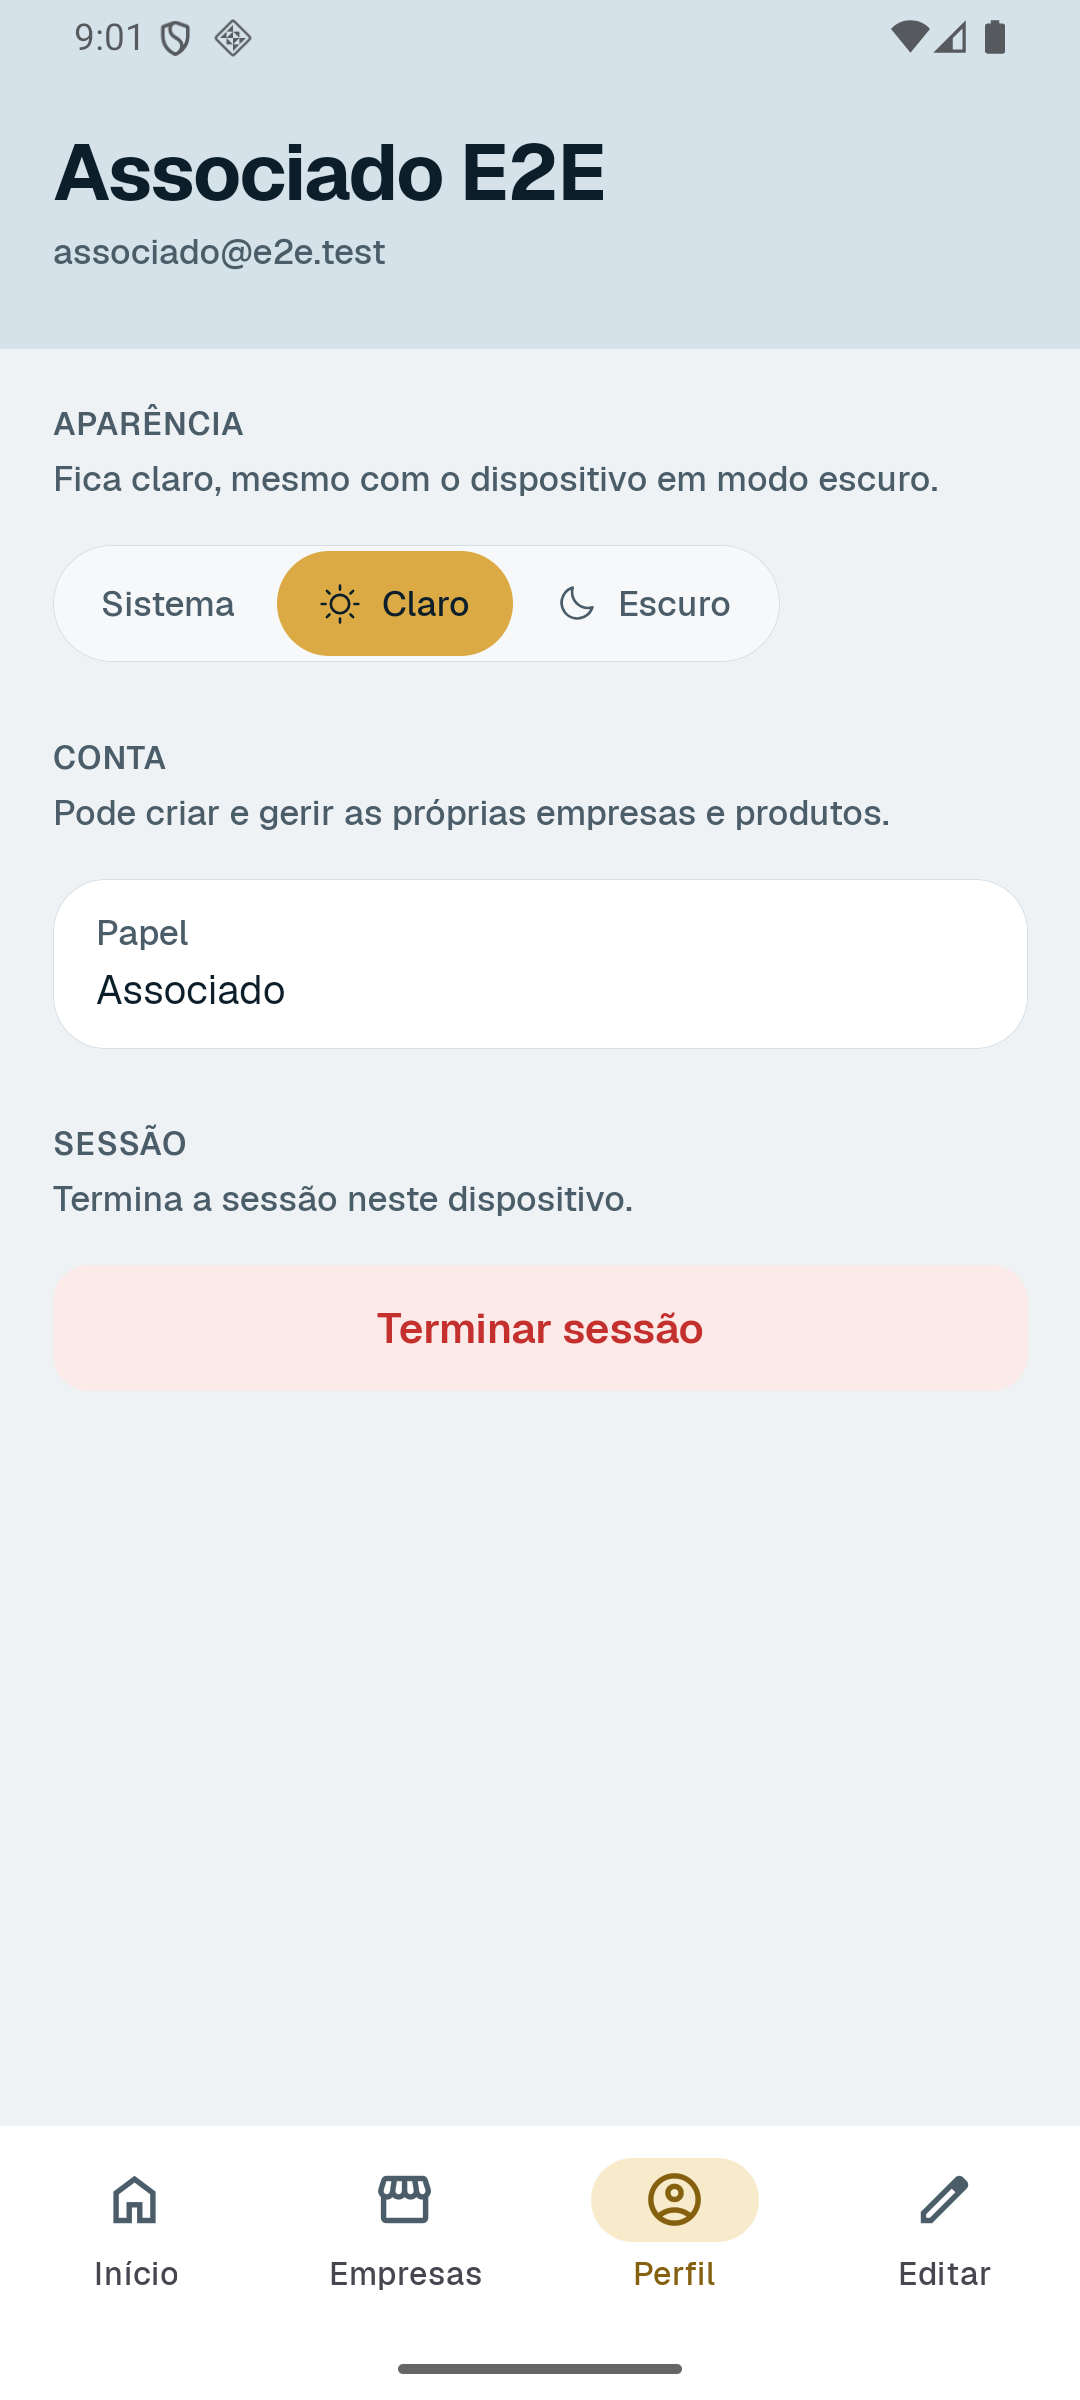 9:01
Associado E2E
associado@e2e.test
APARÊNCIA
Fica claro, mesmo com o dispositivo em modo escuro.
Sistema
Claro
Escuro
CONTA
Pode criar e gerir as próprias empresas e produtos.
Papel
Associado
SESSÃO
Termina a sessão neste dispositivo.
Terminar sessão
Início
Empresas
Perfil
Editar